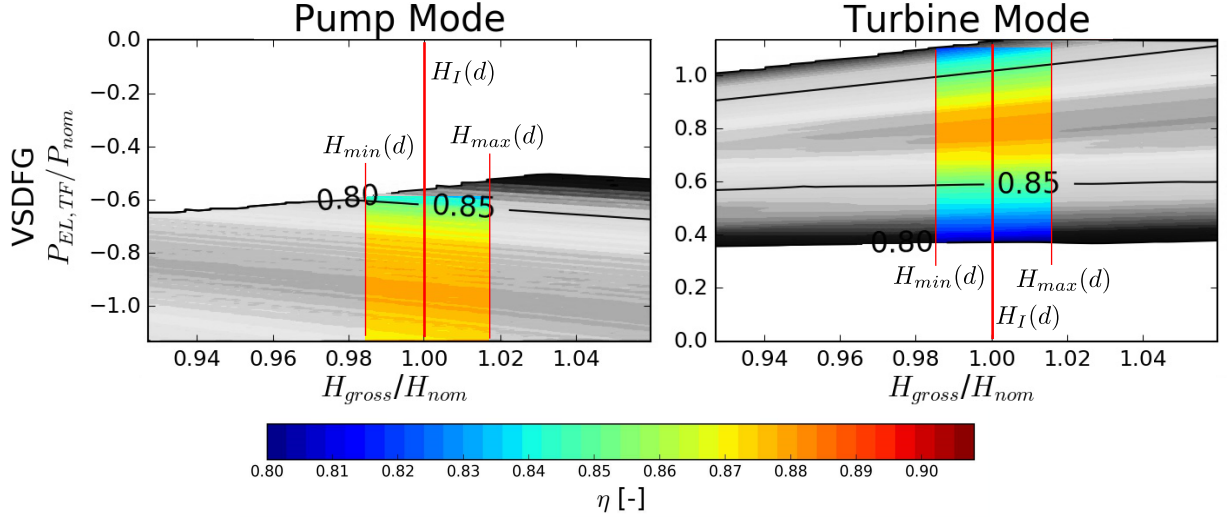 Pump Mode
Turbine Mode
VSDFG
P_{EL,TF}/P_{nom}
0.0
−0.2
−0.4
−0.6
−0.8
−1.0
H_I(d)
H_{min}(d)
H_{max}(d)
0.80
0.85
0.94
0.96
0.98
1.00
1.02
1.04
H_{gross}/H_{nom}
1.0
0.8
0.6
0.4
0.2
0.0
0.85
0.80
H_{min}(d)
H_{max}(d)
H_I(d)
0.94
0.96
0.98
1.00
1.02
1.04
H_{gross}/H_{nom}
0.80 0.81 0.82 0.83 0.84 0.85 0.86 0.87 0.88 0.89 0.90
η [-]